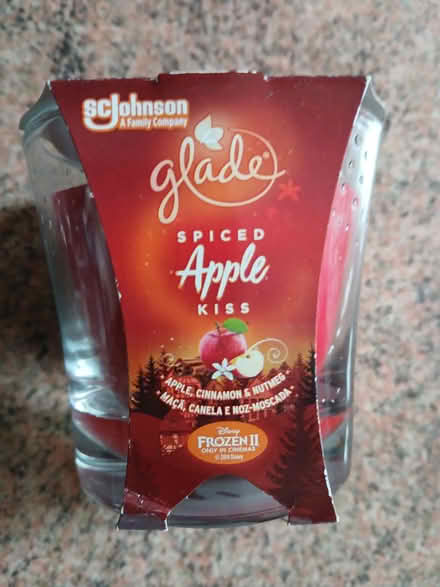 SC Johnson
A Family Company
glade®
SPICED
Apple
KISS
APPLE, CINNAMON & NUTMEG
MAÇÃ, CANELA E NOZ-MOSCADA
Disney
FROZEN II
ONLY IN CINEMAS
© 2019 Disney